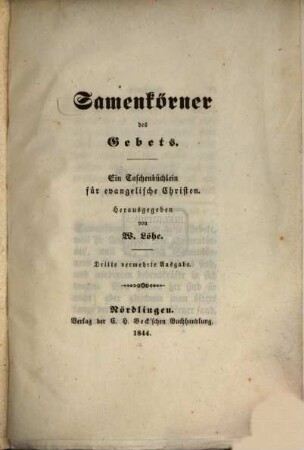 Samenkörner
des
Gebets.
Ein Taschenbüchlein
für evangelische Christen.
Herausgegeben
von
W. Löhe.
Dritte vermehrte Ausgabe.
Nördlingen.
Verlag der C. H. Beck'schen Buchhandlung.
1844.